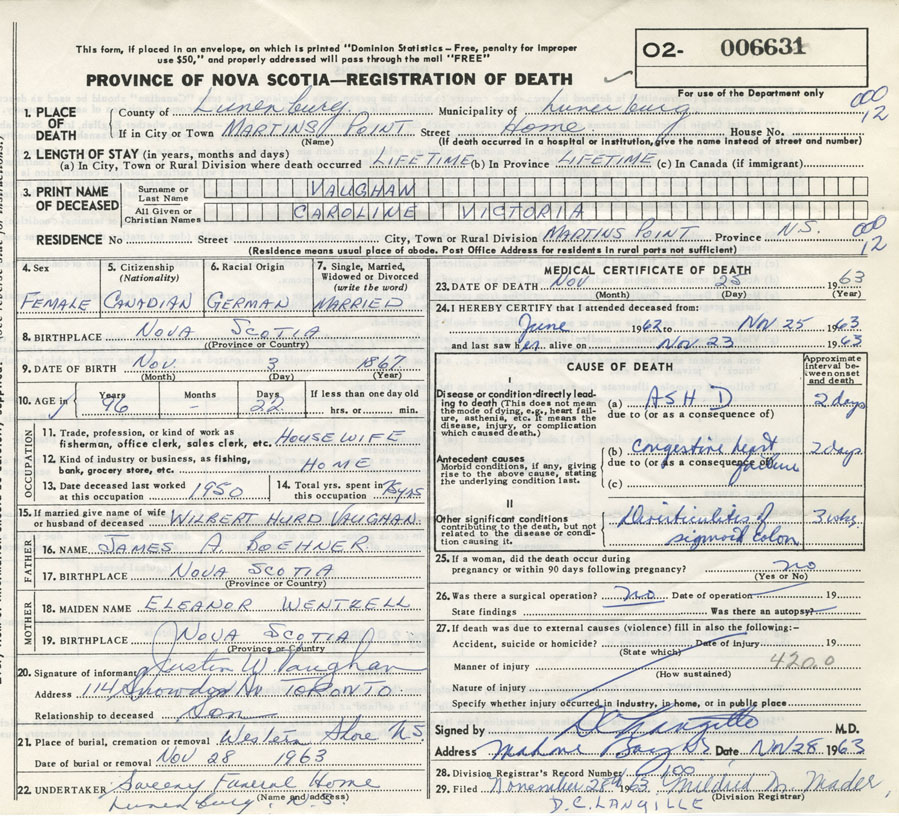 This form, if placed in an envelope, on which is printed "Dominion Statistics – Free, penalty for improper
use $50," and properly addressed will pass through the mail "FREE"
O2- 006631
PROVINCE OF NOVA SCOTIA—REGISTRATION OF DEATH
For use of the Department only
1. PLACE OF DEATH County of Lunenburg Municipality of Lunenburg 000 12
If in City or Town MARTINS POINT Street Home House No.
(Name) (If death occurred in a hospital or institution, give the name instead of street and number)
2. LENGTH OF STAY (in years, months and days)
(a) In City, Town or Rural Division where death occurred LIFETIME (b) In Province LIFETIME (c) In Canada (if immigrant)
3. PRINT NAME OF DECEASED Surname or Last Name VAUGHAN
All Given or Christian Names CAROLINE VICTORIA
RESIDENCE No Street City, Town or Rural Division MARTINS POINT Province N.S. 000 12
(Residence means usual place of abode. Post Office Address for residents in rural parts not sufficient)
4. Sex FEMALE
5. Citizenship (Nationality) CANADIAN
6. Racial Origin GERMAN
7. Single, Married, Widowed or Divorced (write the word) MARRIED
8. BIRTHPLACE NOVA SCOTIA
(Province or Country)
9. DATE OF BIRTH NOV. 3 1867
(Month) (Day) (Year)
10. AGE in Years 96 Months - Days 22 If less than one day old
hrs. or min.
OCCUPATION
11. Trade, profession, or kind of work as
fisherman, office clerk, sales clerk, etc. HOUSEWIFE
12. Kind of industry or business, as fishing,
bank, grocery store, etc. HOME
13. Date deceased last worked
at this occupation 1950
14. Total yrs. spent in
this occupation 75 yrs
15. If married give name of wife
or husband of deceased WILBERT HURD VAUGHAN
FATHER
16. NAME JAMES A. BOEHNER
17. BIRTHPLACE NOVA SCOTIA
(Province or Country)
MOTHER
18. MAIDEN NAME ELEANOR WENTZELL
19. BIRTHPLACE NOVA SCOTIA
(Province or Country)
20. Signature of informant Justin W. Vaughan
Address 114 Snowdon Av TORONTO
Relationship to deceased Son
21. Place of burial, cremation or removal Western Shore N.S
Date of burial or removal Nov 28 1963
22. UNDERTAKER Sweeny Funeral Home
(Name and/or address)
Lunenburg, N.S
MEDICAL CERTIFICATE OF DEATH
23. DATE OF DEATH Nov 25 1963
(Month) (Day) (Year)
24. I HEREBY CERTIFY that I attended deceased from:
June 1962 to Nov 25 1963
and last saw her alive on Nov 23 1963
CAUSE OF DEATH
Approximate interval between onset and death
I
Disease or condition directly leading to death (This does not mean
the mode of dying, e.g., heart failure, asthenia, etc. It means the
disease, injury, or complication
which caused death.)
(a) ASHD 2 days
due to (or as a consequence of)
Antecedent causes
Morbid conditions, if any, giving
rise to the above cause, stating
the underlying condition last.
(b) congestive heart failure 2 days
due to (or as a consequence of)
(c)
II
Other significant conditions
contributing to the death, but not
related to the disease or condition causing it.
Diverticulitis of
sigmoid colon 3 wks
25. If a woman, did the death occur during
pregnancy or within 90 days following pregnancy? no
(Yes or No)
26. Was there a surgical operation? no Date of operation 19
State findings Was there an autopsy?
27. If death was due to external causes (violence) fill in also the following:–
Accident, suicide or homicide? Date of injury 19
(State which)
Manner of injury 420.0
(How sustained)
Nature of injury
Specify whether injury occurred in Industry, in home, or in public place
Signed by DC Langille M.D.
Address Mahone Bay NS Date Nov 28 1963
28. Division Registrar's Record Number 100
29. Filed November 28th 1963 Mildred M. Mader,
(Division Registrar)
D.C. LANGILLE